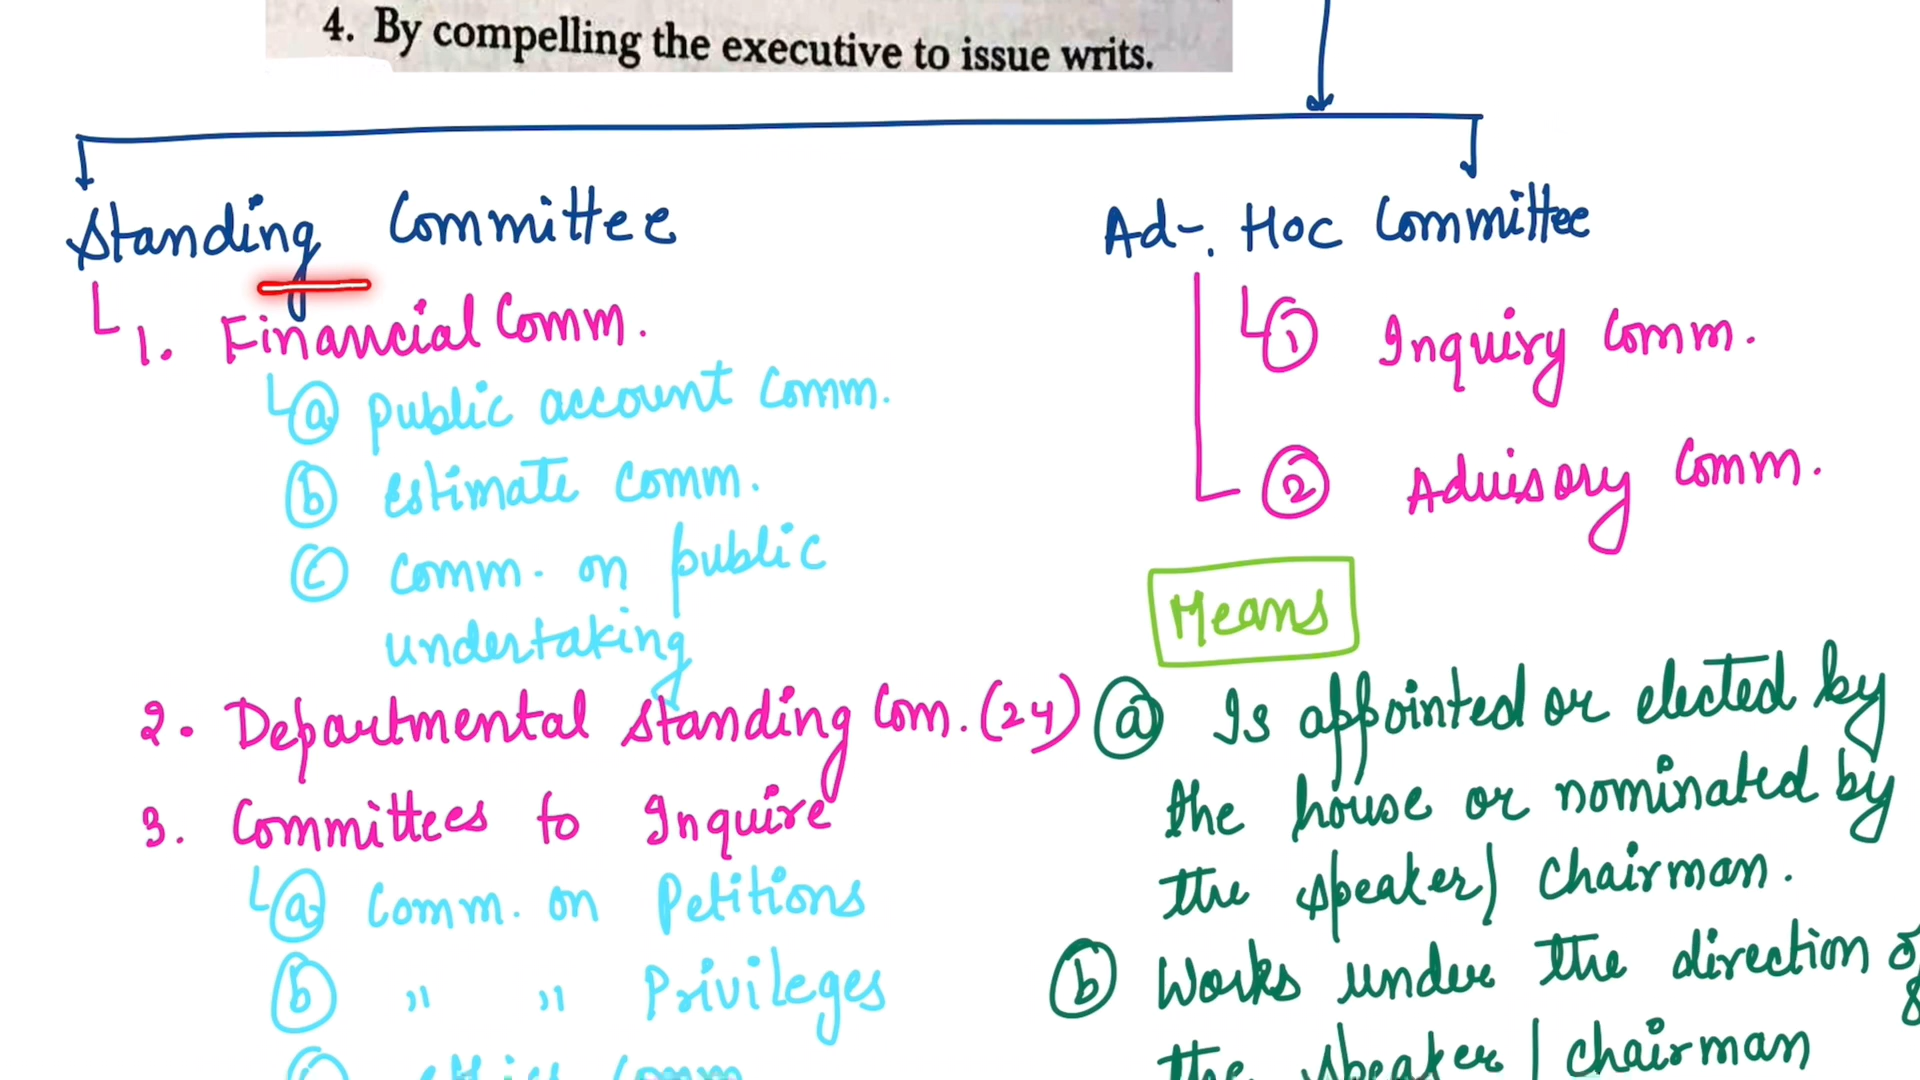 4. By compelling the executive to issue writs.
Standing Committee
1. Financial Comm.
(a) public account Comm.
(b) Estimate Comm.
(c) Comm. on public
undertaking
2. Departmental Standing Com. (24)
3. Committees to Inquire
(a) Comm. on Petitions
(b) " " Privileges
(c) ethics Comm
Ad-. Hoc Committee
(1) Inquiry Comm.
(2) Advisory Comm.
Means
(a) Is appointed or elected by
the house or nominated by
the speaker/ chairman.
(b) Works under the direction of
the speaker / chairman